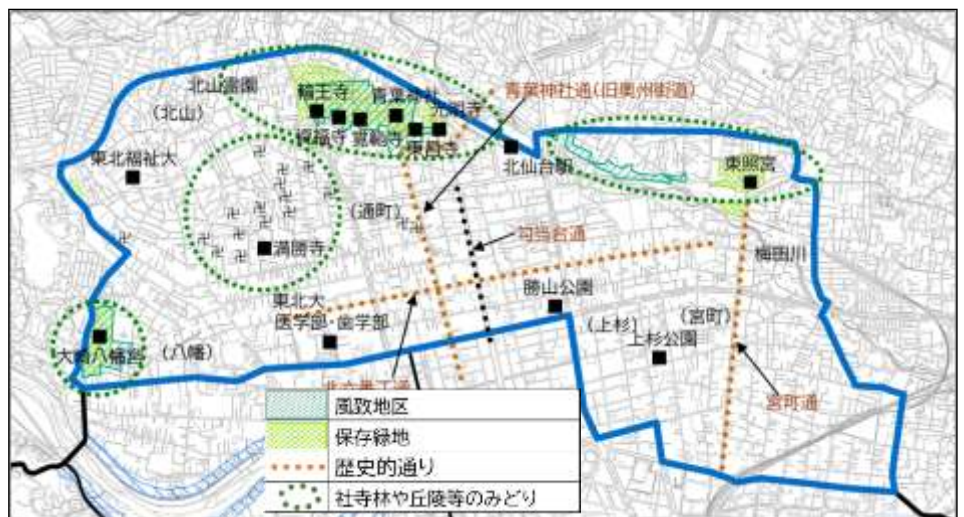 北山霊園
(北山)
輪王寺
青葉神社
光明寺
青葉神社通(旧奥州街道)
資福寺
覚範寺
東昌寺
東北福祉大
北仙台駅
東照宮
(通町)
勾当台通
満勝寺
梅田川
東北大
医学部・歯学部
勝山公園
(上杉)
上杉公園
(宮町)
大崎八幡宮
(八幡)
北六番丁通
宮町通
風致地区
保存緑地
歴史的通り
社寺林や丘陵等のみどり